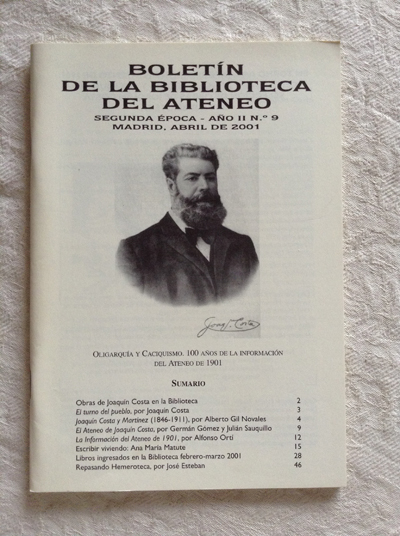 BOLETÍN
DE LA BIBLIOTECA
DEL ATENEO
SEGUNDA ÉPOCA - AÑO II N.º 9
MADRID, ABRIL DE 2001
Joaqn Costa
OLIGARQUÍA Y CACIQUISMO. 100 AÑOS DE LA INFORMACIÓN
DEL ATENEO DE 1901
SUMARIO
Obras de Joaquín Costa en la Biblioteca 2
El turno del pueblo, por Joaquín Costa 3
Joaquín Costa y Martínez (1846-1911), por Alberto Gil Novales 4
El Ateneo de Joaquín Costa, por Germán Gómez y Julián Sauquillo 9
La Información del Ateneo de 1901, por Alfonso Ortí 12
Escribir viviendo: Ana María Matute 15
Libros ingresados en la Biblioteca febrero-marzo 2001 28
Repasando Hemeroteca, por José Esteban 46